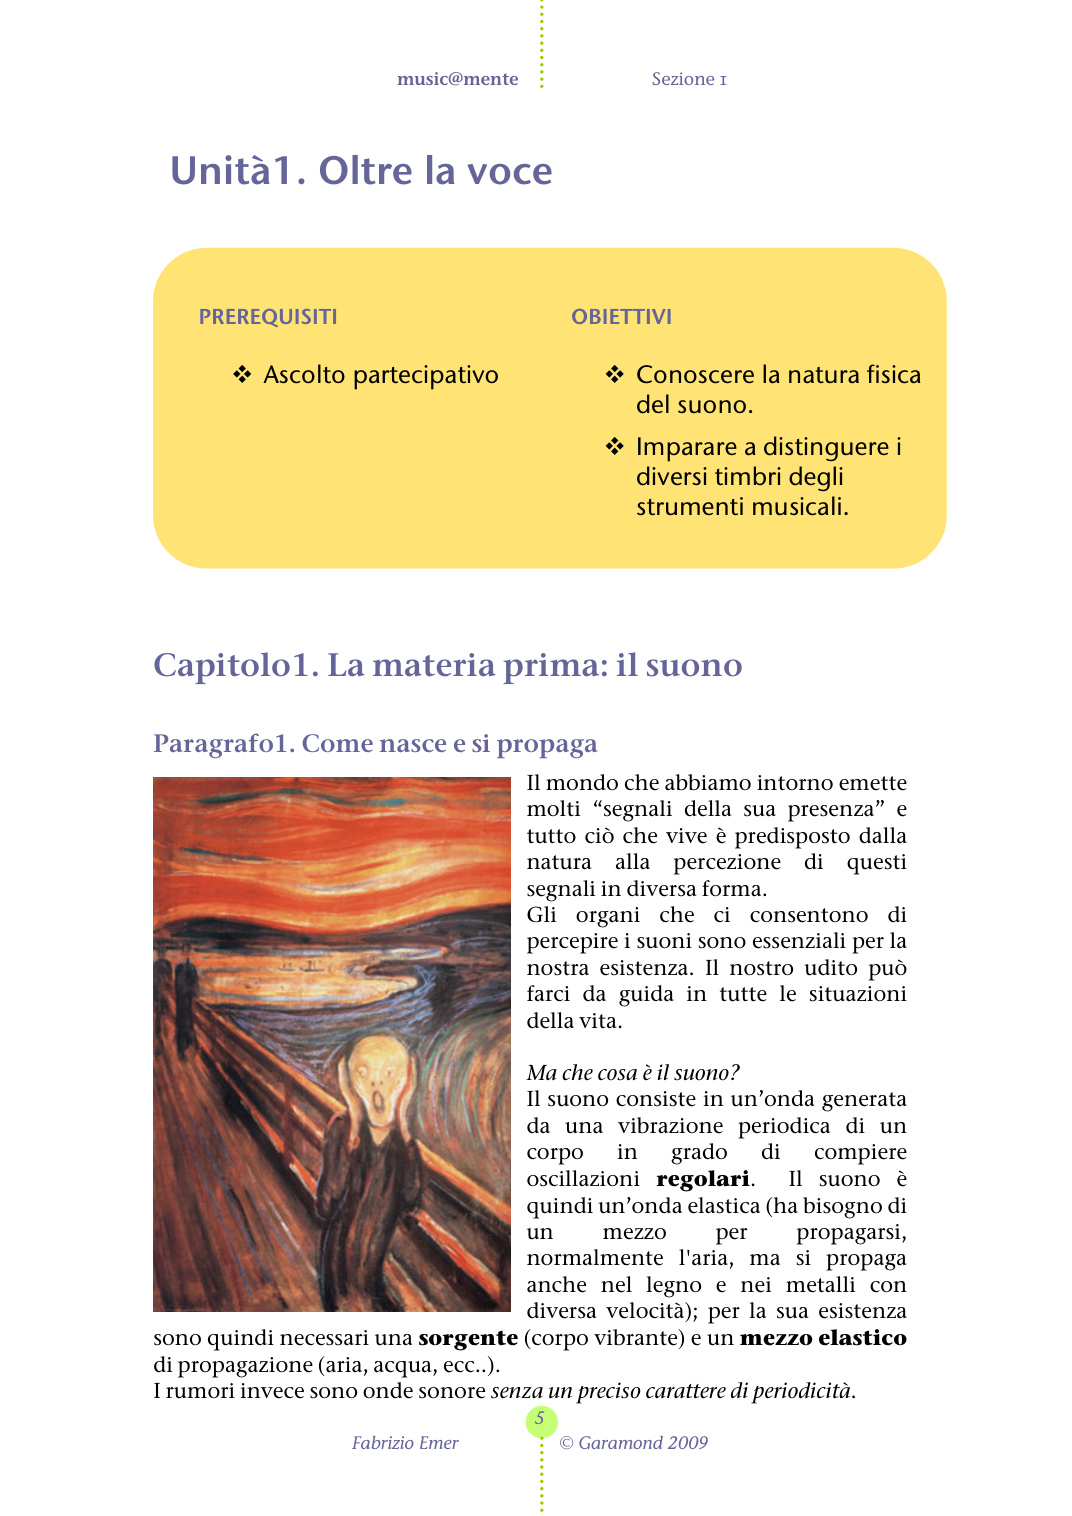 music@mente
Sezione 1
Unità1. Oltre la voce
PREREQUISITI
❖ Ascolto partecipativo
OBIETTIVI
❖ Conoscere la natura fisica
del suono.
❖ Imparare a distinguere i
diversi timbri degli
strumenti musicali.
Capitolo1. La materia prima: il suono
Paragrafo1. Come nasce e si propaga
Il mondo che abbiamo intorno emette
molti “segnali della sua presenza” e
tutto ciò che vive è predisposto dalla
natura alla percezione di questi
segnali in diversa forma.
Gli organi che ci consentono di
percepire i suoni sono essenziali per la
nostra esistenza. Il nostro udito può
farci da guida in tutte le situazioni
della vita.
Ma che cosa è il suono?
Il suono consiste in un’onda generata
da una vibrazione periodica di un
corpo in grado di compiere
oscillazioni regolari. Il suono è
quindi un’onda elastica (ha bisogno di
un mezzo per propagarsi,
normalmente l'aria, ma si propaga
anche nel legno e nei metalli con
diversa velocità); per la sua esistenza
sono quindi necessari una sorgente (corpo vibrante) e un mezzo elastico
di propagazione (aria, acqua, ecc..).
I rumori invece sono onde sonore senza un preciso carattere di periodicità.
5
Fabrizio Emer
© Garamond 2009